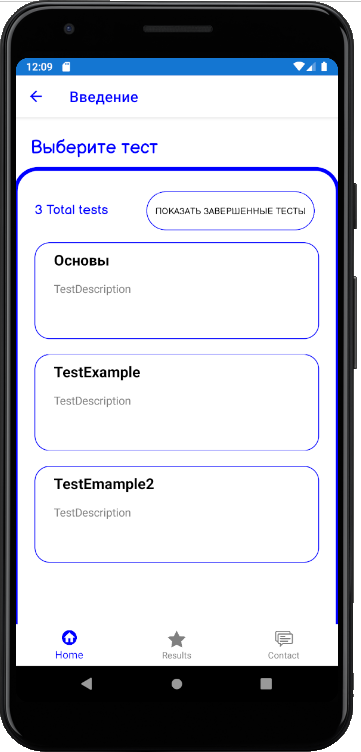 12:09
Введение
Выберите тест
3 Total tests
ПОКАЗАТЬ ЗАВЕРШЕННЫЕ ТЕСТЫ
Основы
TestDescription
TestExample
TestDescription
TestEmample2
TestDescription
Home
Results
Contact